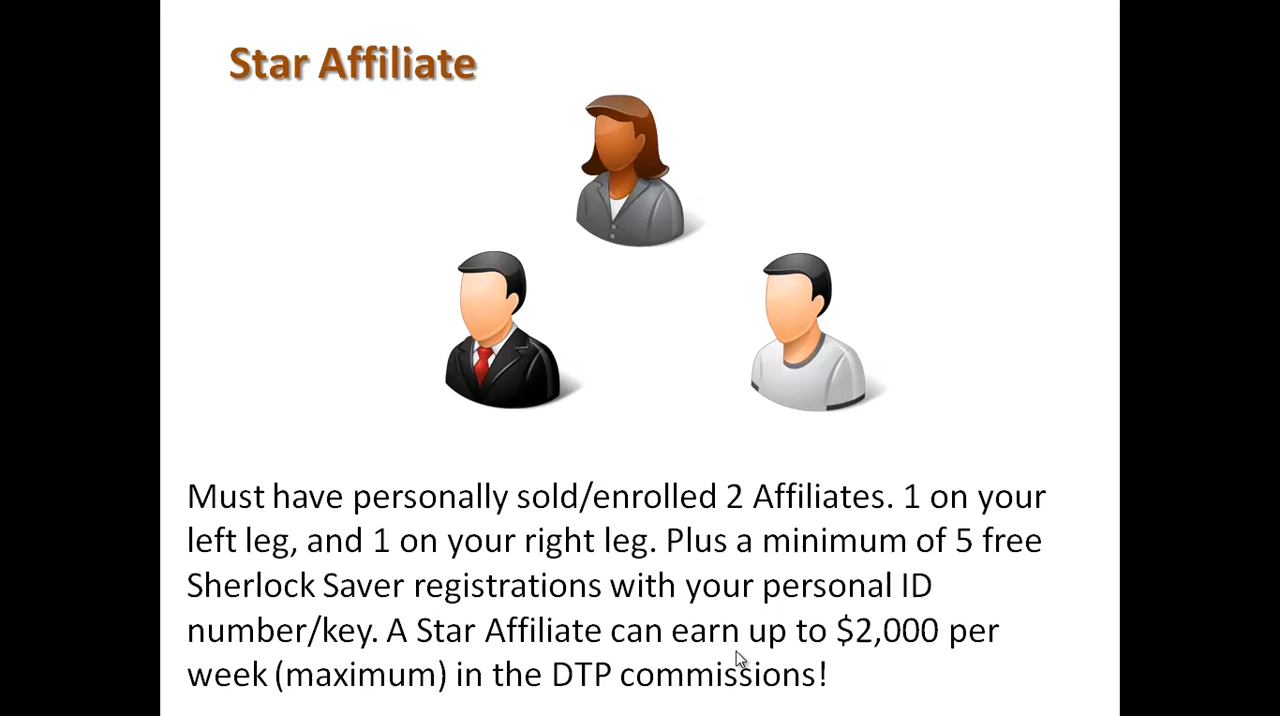 Star Affiliate
Must have personally sold/enrolled 2 Affiliates. 1 on your
left leg, and 1 on your right leg. Plus a minimum of 5 free
Sherlock Saver registrations with your personal ID
number/key. A Star Affiliate can earn up to $2,000 per
week (maximum) in the DTP commissions!